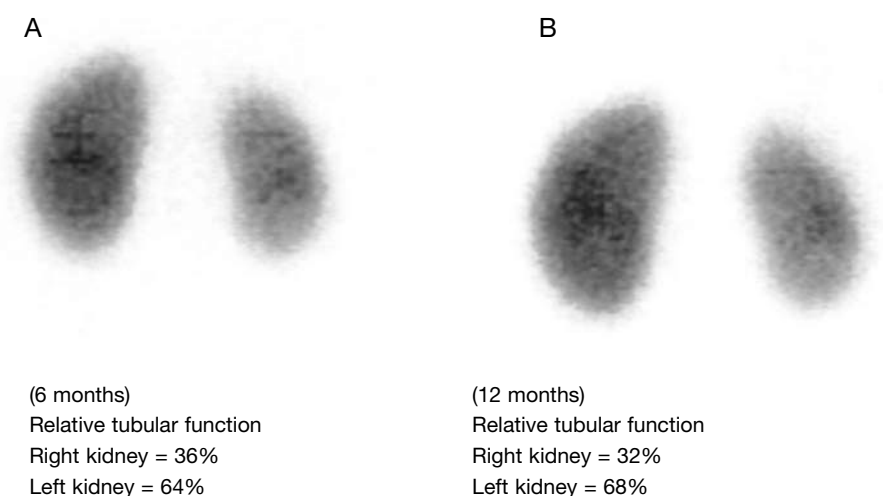 A
B
(6 months)
Relative tubular function
Right kidney = 36%
Left kidney = 64%
(12 months)
Relative tubular function
Right kidney = 32%
Left kidney = 68%